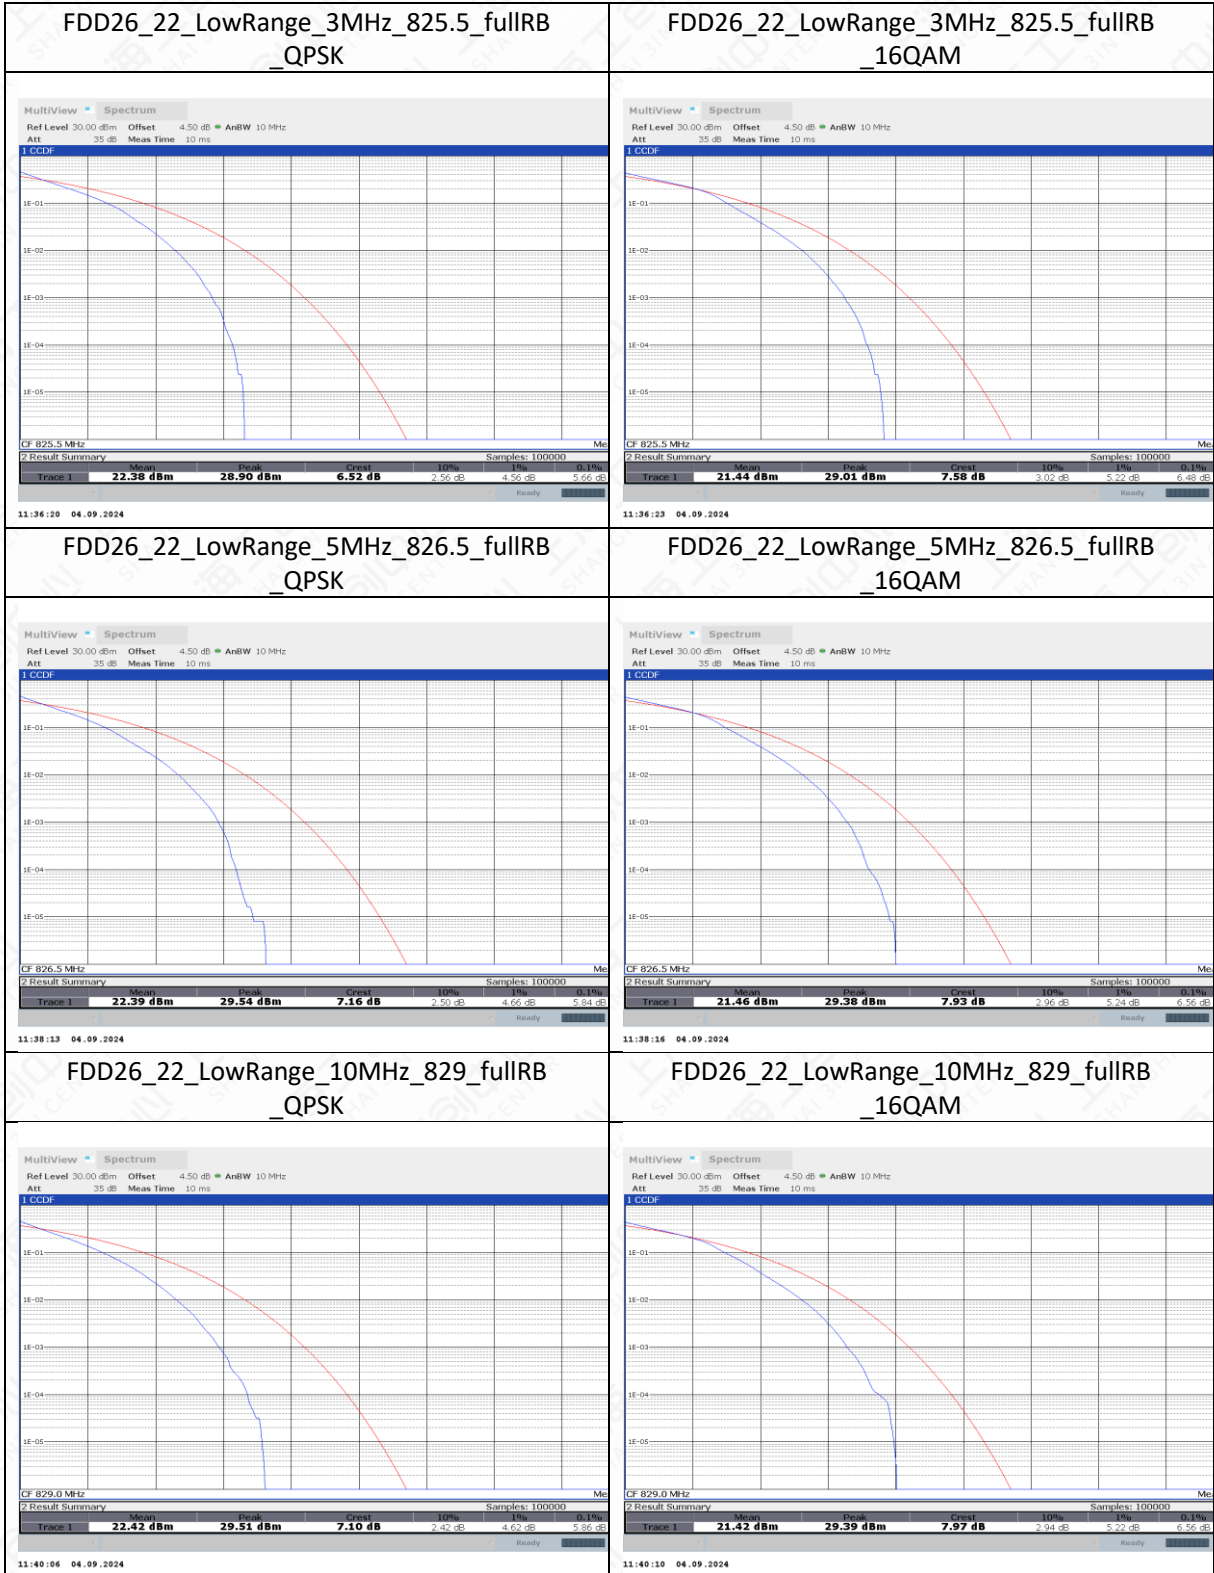 FDD26_22_LowRange_3MHz_825.5_fullRB
_QPSK
MultiView Spectrum
Ref Level 30.00 dBm Offset 4.50 dB AnBW 10 MHz
Att 35 dB Meas Time 10 ms
1 CCDF
1E-01
1E-02
1E-03
1E-04
1E-05
CF 825.5 MHz Me
2 Result Summary Samples: 100000
Mean Peak Crest 10% 1% 0.1%
Trace 1 22.38 dBm 28.90 dBm 6.52 dB 2.56 dB 4.56 dB 5.66 dB
Ready
11:36:20 04.09.2024
FDD26_22_LowRange_3MHz_825.5_fullRB
_16QAM
MultiView Spectrum
Ref Level 30.00 dBm Offset 4.50 dB AnBW 10 MHz
Att 35 dB Meas Time 10 ms
1 CCDF
1E-01
1E-02
1E-03
1E-04
1E-05
CF 825.5 MHz Me
2 Result Summary Samples: 100000
Mean Peak Crest 10% 1% 0.1%
Trace 1 21.44 dBm 29.01 dBm 7.58 dB 3.02 dB 5.22 dB 6.48 dB
Ready
11:36:23 04.09.2024
FDD26_22_LowRange_5MHz_826.5_fullRB
_QPSK
MultiView Spectrum
Ref Level 30.00 dBm Offset 4.50 dB AnBW 10 MHz
Att 35 dB Meas Time 10 ms
1 CCDF
1E-01
1E-02
1E-03
1E-04
1E-05
CF 826.5 MHz Me
2 Result Summary Samples: 100000
Mean Peak Crest 10% 1% 0.1%
Trace 1 22.39 dBm 29.54 dBm 7.16 dB 2.50 dB 4.66 dB 5.84 dB
Ready
11:38:13 04.09.2024
FDD26_22_LowRange_5MHz_826.5_fullRB
_16QAM
MultiView Spectrum
Ref Level 30.00 dBm Offset 4.50 dB AnBW 10 MHz
Att 35 dB Meas Time 10 ms
1 CCDF
1E-01
1E-02
1E-03
1E-04
1E-05
CF 826.5 MHz Me
2 Result Summary Samples: 100000
Mean Peak Crest 10% 1% 0.1%
Trace 1 21.46 dBm 29.38 dBm 7.93 dB 2.96 dB 5.24 dB 6.56 dB
Ready
11:38:16 04.09.2024
FDD26_22_LowRange_10MHz_829_fullRB
_QPSK
MultiView Spectrum
Ref Level 30.00 dBm Offset 4.50 dB AnBW 10 MHz
Att 35 dB Meas Time 10 ms
1 CCDF
1E-01
1E-02
1E-03
1E-04
1E-05
CF 829.0 MHz Me
2 Result Summary Samples: 100000
Mean Peak Crest 10% 1% 0.1%
Trace 1 22.42 dBm 29.51 dBm 7.10 dB 2.42 dB 4.62 dB 5.86 dB
Ready
11:40:06 04.09.2024
FDD26_22_LowRange_10MHz_829_fullRB
_16QAM
MultiView Spectrum
Ref Level 30.00 dBm Offset 4.50 dB AnBW 10 MHz
Att 35 dB Meas Time 10 ms
1 CCDF
1E-01
1E-02
1E-03
1E-04
1E-05
CF 829.0 MHz Me
2 Result Summary Samples: 100000
Mean Peak Crest 10% 1% 0.1%
Trace 1 21.42 dBm 29.39 dBm 7.97 dB 2.94 dB 5.22 dB 6.56 dB
Ready
11:40:10 04.09.2024